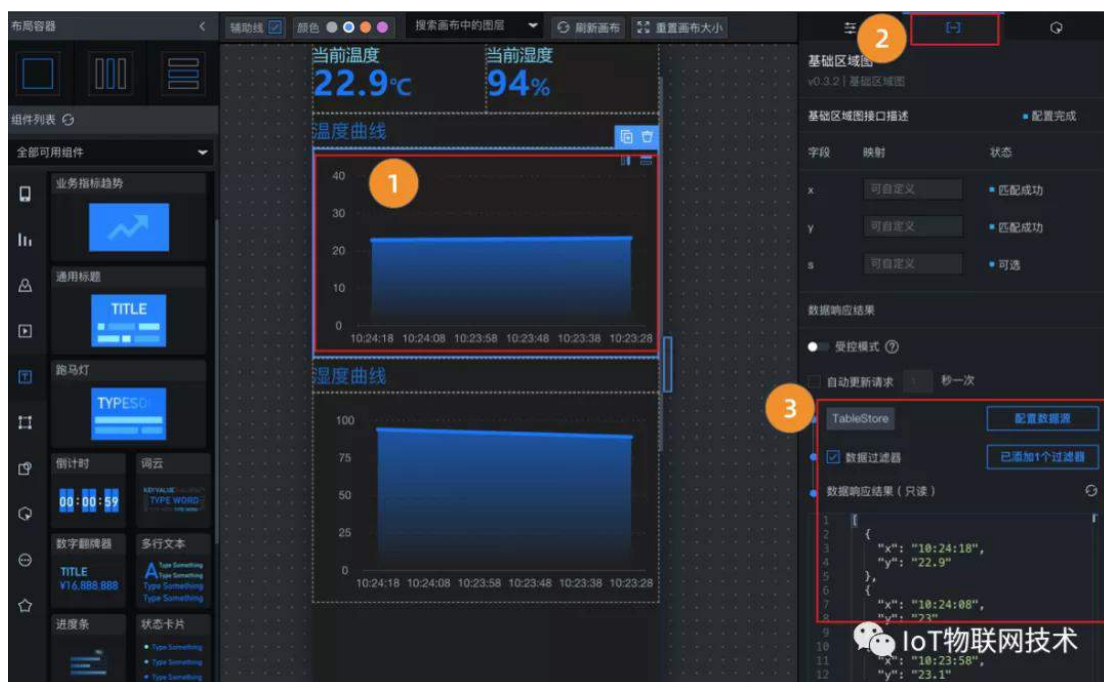 布局容器
辅助线
颜色
搜索画布中的图层
刷新画布
重置画布大小
组件列表
全部可用组件
业务指标趋势
通用标题
TITLE
跑马灯
倒计时
词云
00:00:59
TYPE WORD
数字翻牌器
多行文本
TITLE
¥16,888,888
Type Something
Type Something
Type Something
Type Something
进度条
状态卡片
Type Something
Type Something
Type Something
当前温度
当前湿度
22.9℃
94%
温度曲线
1
40
30
20
10
0
10:24:18 10:24:08 10:23:58 10:23:48 10:23:38 10:23:28
湿度曲线
100
75
50
25
0
10:24:18 10:24:08 10:23:58 10:23:48 10:23:38 10:23:28
2
基础区域图
v0.3.2 | 基础区域图
基础区域图接口描述
配置完成
字段 映射 状态
x 可自定义 匹配成功
y 可自定义 匹配成功
s 可自定义 可选
数据响应结果
受控模式
自动更新请求 1 秒一次
3
TableStore
配置数据源
数据过滤器
已添加1个过滤器
数据响应结果（只读）
1 [
2 {
3 "x": "10:24:18",
4 "y": "22.9"
5 },
6 {
7 "x": "10:24:08",
8 "y": "23"
9
10
11 "x": "10:23:58",
12 "y": "23.1"
IoT物联网技术